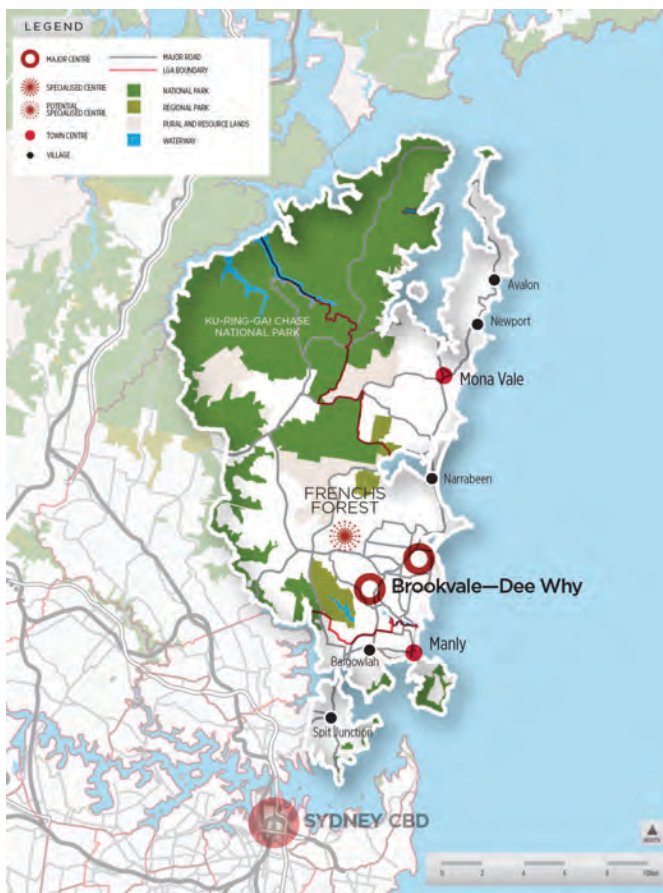 LEGEND
MAJOR CENTRE
SPECIALISED CENTRE
POTENTIAL
SPECIALISED CENTRE
TOWN CENTRE
VILLAGE
MAJOR ROAD
LGA BOUNDARY
NATIONAL PARK
REGIONAL PARK
RURAL AND RESOURCE LANDS
WATERWAY
Avalon
Newport
KU-RING-GAI CHASE
NATIONAL PARK
Mona Vale
Narrabeen
FRENCHS
FOREST
Brookvale—Dee Why
Manly
Balgowlah
Spit Junction
SYDNEY CBD
NORTH
0 2 4 6 8 10km